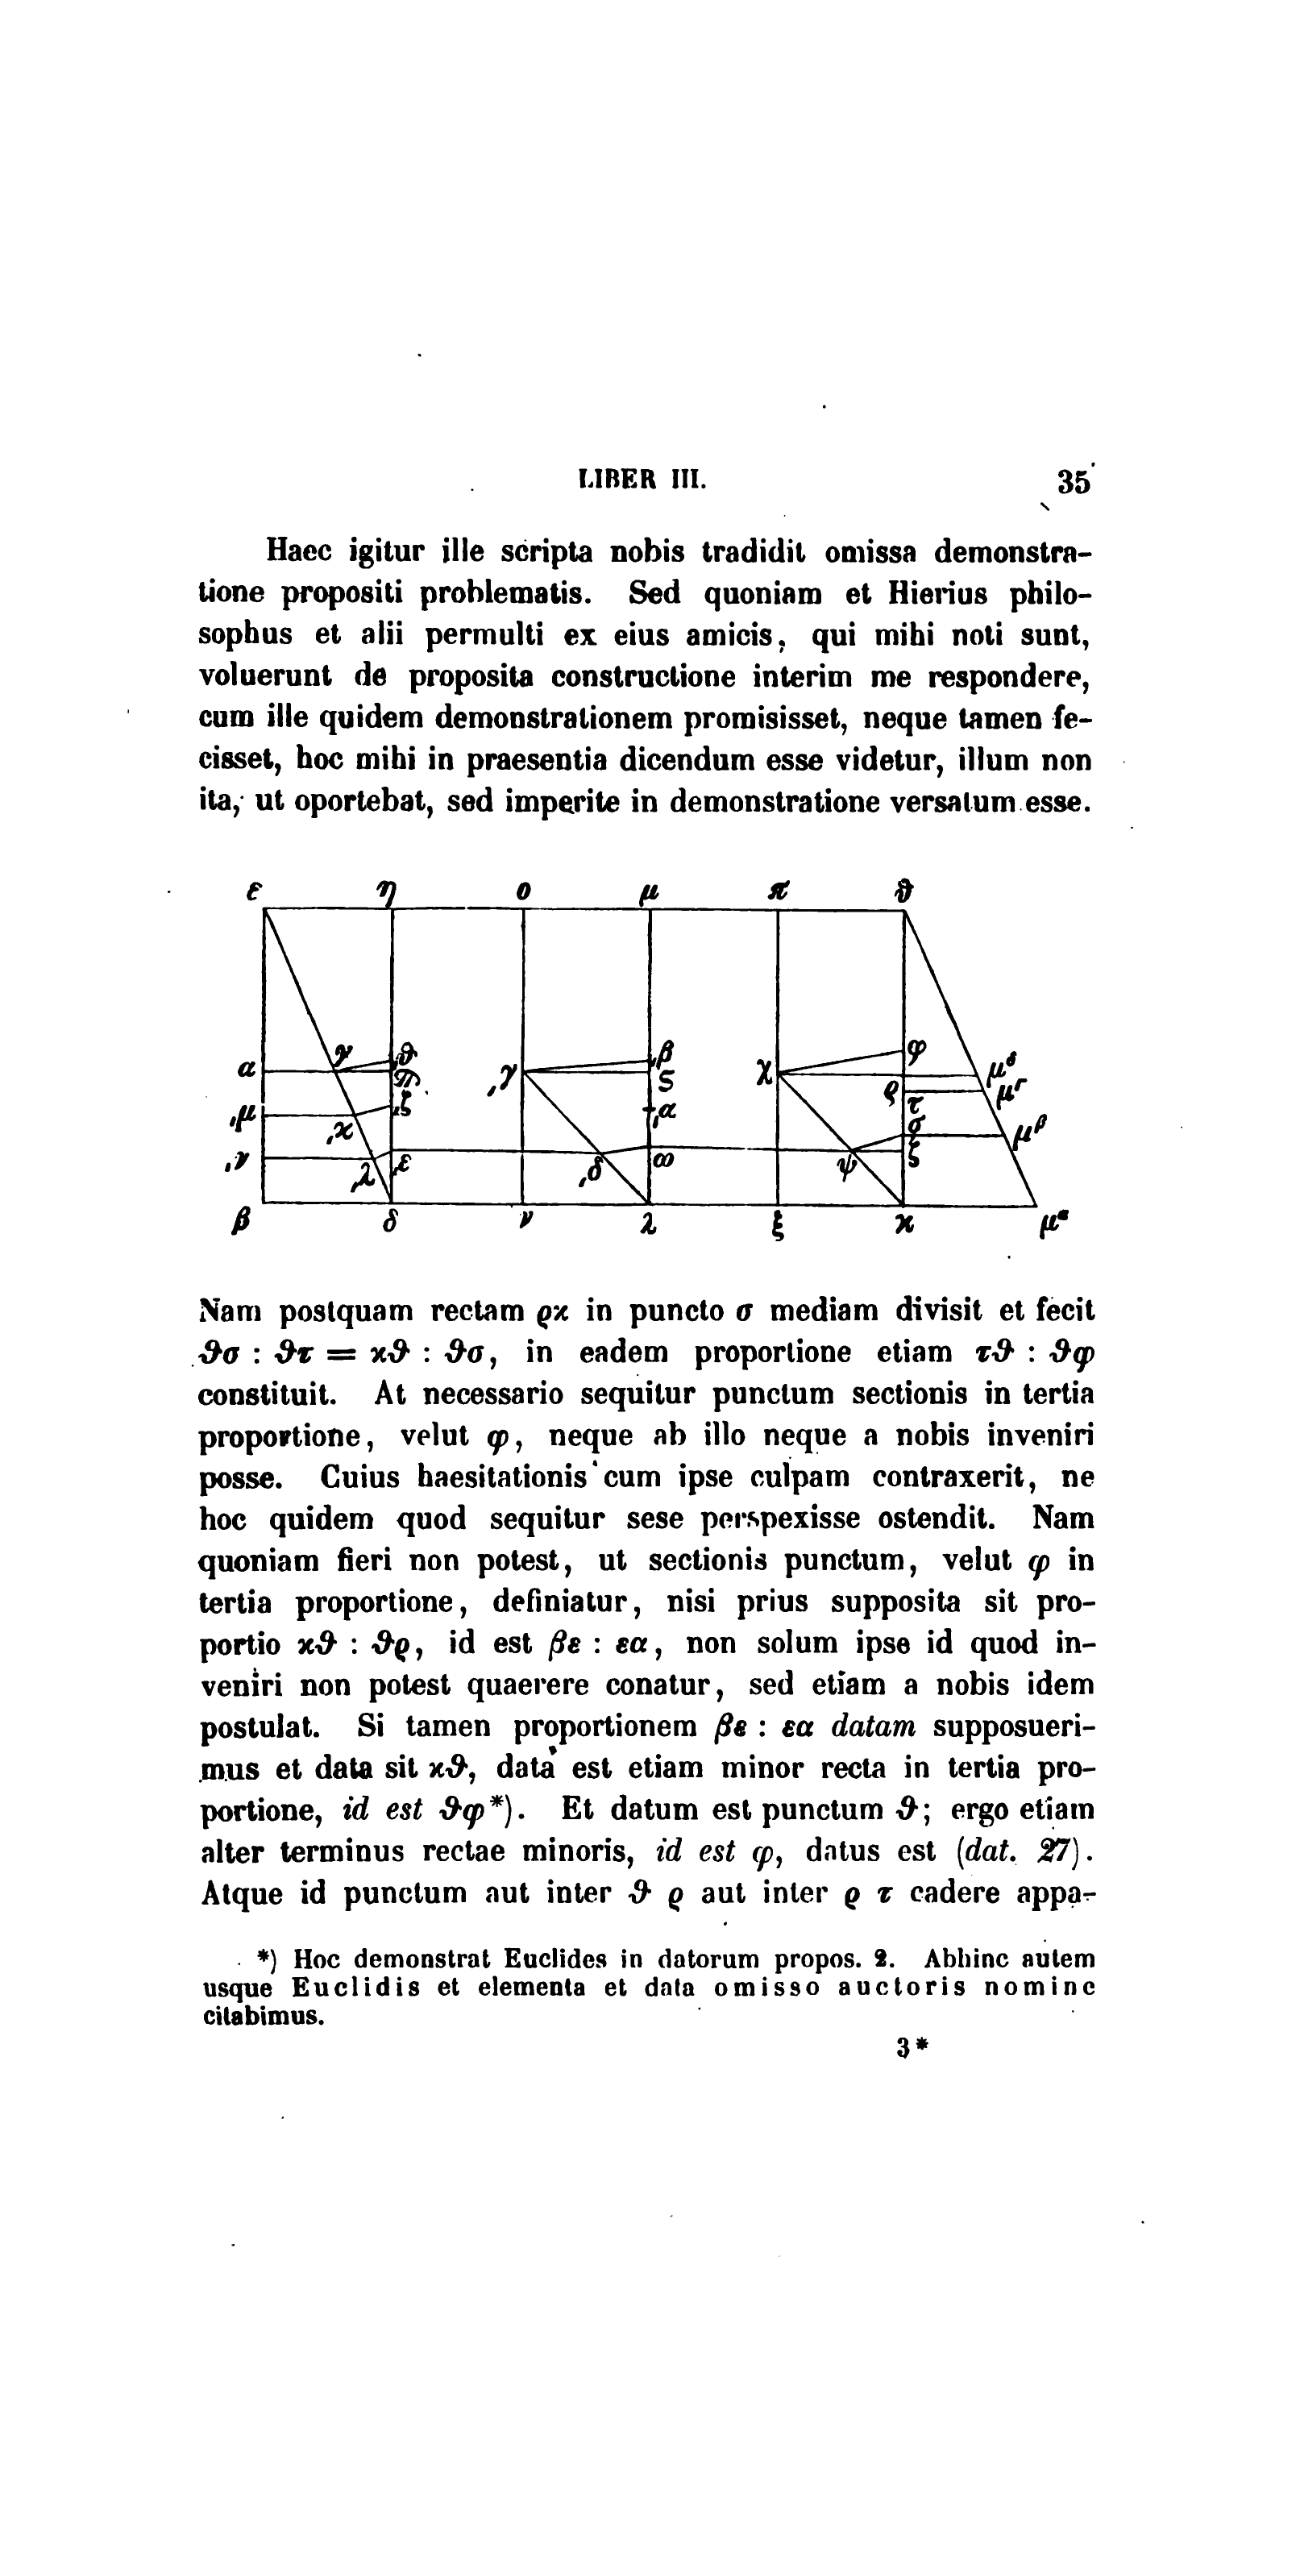 LIBER III. 35
Haec igitur ille scripta nobis tradidit omissa demonstra-
tione propositi problematis. Sed quoniam et Hierius philo-
sophus et alii permulti ex eius amicis, qui mihi noti sunt,
voluerunt de proposita constructione interim me respondere,
cum ille quidem demonstrationem promisisset, neque tamen fe-
cisset, hoc mihi in praesentia dicendum esse videtur, illum non
ita, ut oportebat, sed imperite in demonstratione versatum esse.
ε η ο μ π ϑ
γ ͵ϑ ͵β φ
α ͵γ ς χ μᵟ
͵ζ ͵α ϱ τ μᵞ
͵μ ͵ϰ σ μᵝ
͵ν ͵λ ͵ε ͵δ ω ψ ζ
β δ ν λ ξ ϰ μᵅ
Nam postquam rectam ϱϰ in puncto σ mediam divisit et fecit
ϑσ : ϑτ = ϰϑ : ϑσ, in eadem proportione etiam τϑ : ϑφ
constituit. At necessario sequitur punctum sectionis in tertia
proportione, velut φ, neque ab illo neque a nobis inveniri
posse. Cuius haesitationis cum ipse culpam contraxerit, ne
hoc quidem quod sequitur sese perspexisse ostendit. Nam
quoniam fieri non potest, ut sectionis punctum, velut φ in
tertia proportione, definiatur, nisi prius supposita sit pro-
portio ϰϑ : ϑϱ, id est βε : εα, non solum ipse id quod in-
veniri non potest quaerere conatur, sed etiam a nobis idem
postulat. Si tamen proportionem βε : εα datam supposueri-
mus et data sit ϰϑ, data est etiam minor recta in tertia pro-
portione, id est ϑφ*). Et datum est punctum ϑ; ergo etiam
alter terminus rectae minoris, id est φ, datus est (dat. 27).
Atque id punctum aut inter ϑ ϱ aut inter ϱ τ cadere appa-
*) Hoc demonstrat Euclides in datorum propos. 2. Abhinc autem
usque Euclidis et elementa et data omisso auctoris nomine
citabimus.
3*